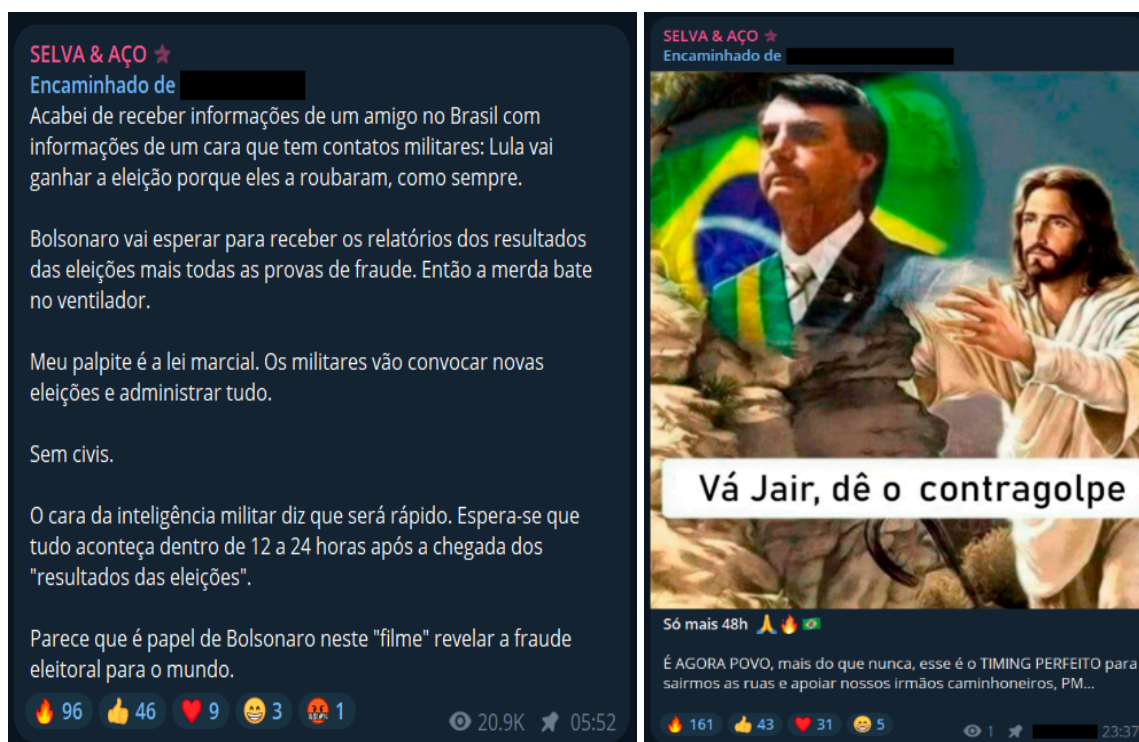 SELVA & AÇO
Encaminhado de
Acabei de receber informações de um amigo no Brasil com
informações de um cara que tem contatos militares: Lula vai
ganhar a eleição porque eles a roubaram, como sempre.
Bolsonaro vai esperar para receber os relatórios dos resultados
das eleições mais todas as provas de fraude. Então a merda bate
no ventilador.
Meu palpite é a lei marcial. Os militares vão convocar novas
eleições e administrar tudo.
Sem civis.
O cara da inteligência militar diz que será rápido. Espera-se que
tudo aconteça dentro de 12 a 24 horas após a chegada dos
"resultados das eleições".
Parece que é papel de Bolsonaro neste "filme" revelar a fraude
eleitoral para o mundo.
96 46 9 3 1 20.9K 05:52
SELVA & AÇO
Encaminhado de
Vá Jair, dê o contragolpe
Só mais 48h
É AGORA POVO, mais do que nunca, esse é o TIMING PERFEITO para
sairmos as ruas e apoiar nossos irmãos caminhoneiros, PM...
161 43 31 5 1 23:37